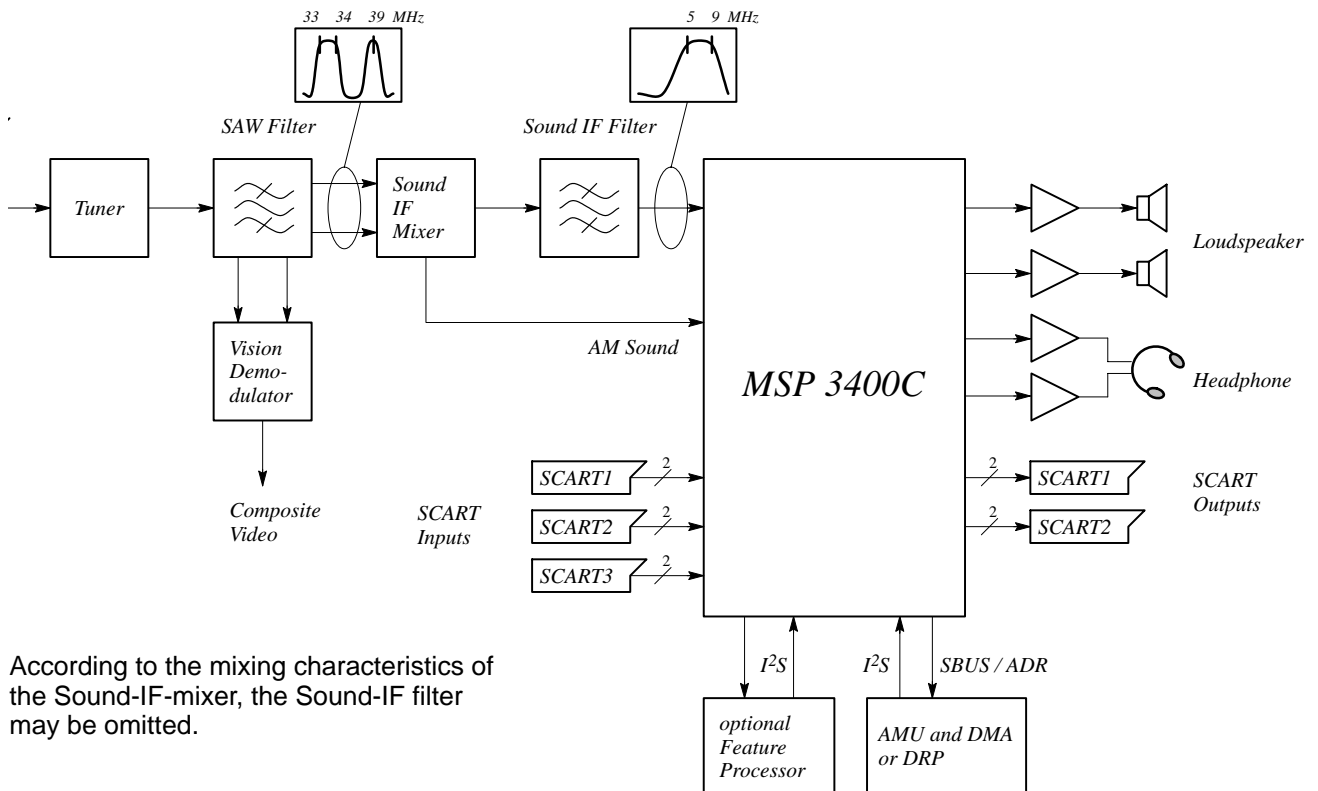 33 34 39 MHz
5 9 MHz
SAW Filter
Sound IF Filter
Tuner
Sound
IF
Mixer
Loudspeaker
Vision
Demo-
dulator
AM Sound
MSP 3400C
Headphone
Composite
Video
SCART
Inputs
SCART1 2
SCART2 2
SCART3 2
2 SCART1
2 SCART2
SCART
Outputs
According to the mixing characteristics of
the Sound-IF-mixer, the Sound-IF filter
may be omitted.
I²S
I²S
SBUS / ADR
optional
Feature
Processor
AMU and DMA
or DRP